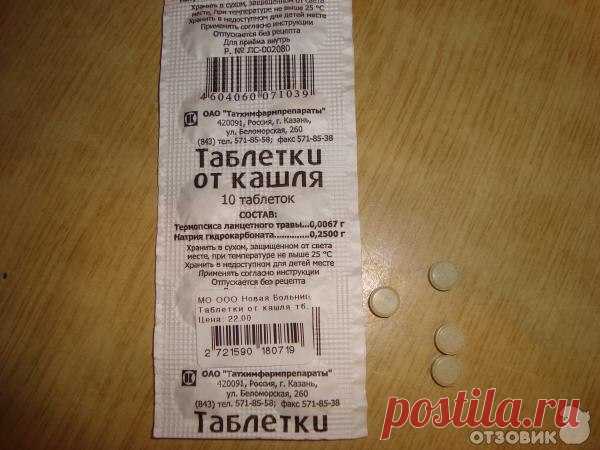 Хранить в сухом, защищенном от света
месте, при температуре не выше 25 °С
Хранить в недоступном для детей месте
Применять согласно инструкции
Отпускается без рецепта
Для приёма внутрь
Р. № ЛС-002080
4604060071039
ОАО "Татхимфармпрепараты"
420091, Россия, г. Казань,
ул. Беломорская, 260
(843) тел. 571-85-58; факс 571-85-38
Таблетки
от кашля
10 таблеток
СОСТАВ:
Термопсиса ланцетного травы...0,0067 г
Натрия гидрокарбоната.............0,2500 г
Хранить в сухом, защищенном от света
месте, при температуре не выше 25 °С
Хранить в недоступном для детей месте
Применять согласно инструкции
Отпускается без рецепта
МО ООО Новая Больниц
Таблетки от кашля тб.
Цена: 22.00
2 721590 180719
ОАО "Татхимфармпрепараты"
420091, Россия, г. Казань,
ул. Беломорская, 260
(843) тел. 571-85-58; факс 571-85-38
Таблетки
postila.ru
ОТЗОВИК